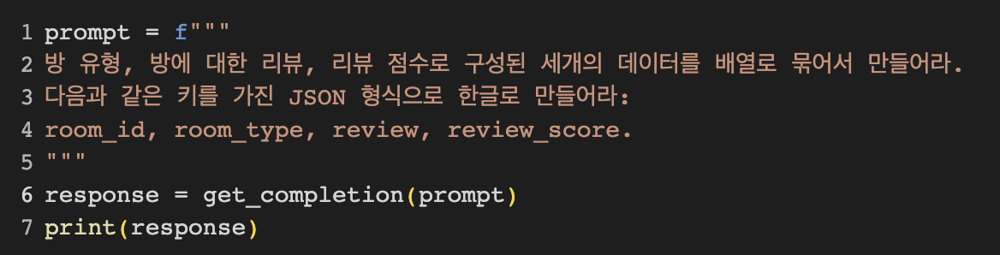 1 prompt = f"""
2 방 유형, 방에 대한 리뷰, 리뷰 점수로 구성된 세개의 데이터를 배열로 묶어서 만들어라.
3 다음과 같은 키를 가진 JSON 형식으로 한글로 만들어라:
4 room_id, room_type, review, review_score.
5 """
6 response = get_completion(prompt)
7 print(response)